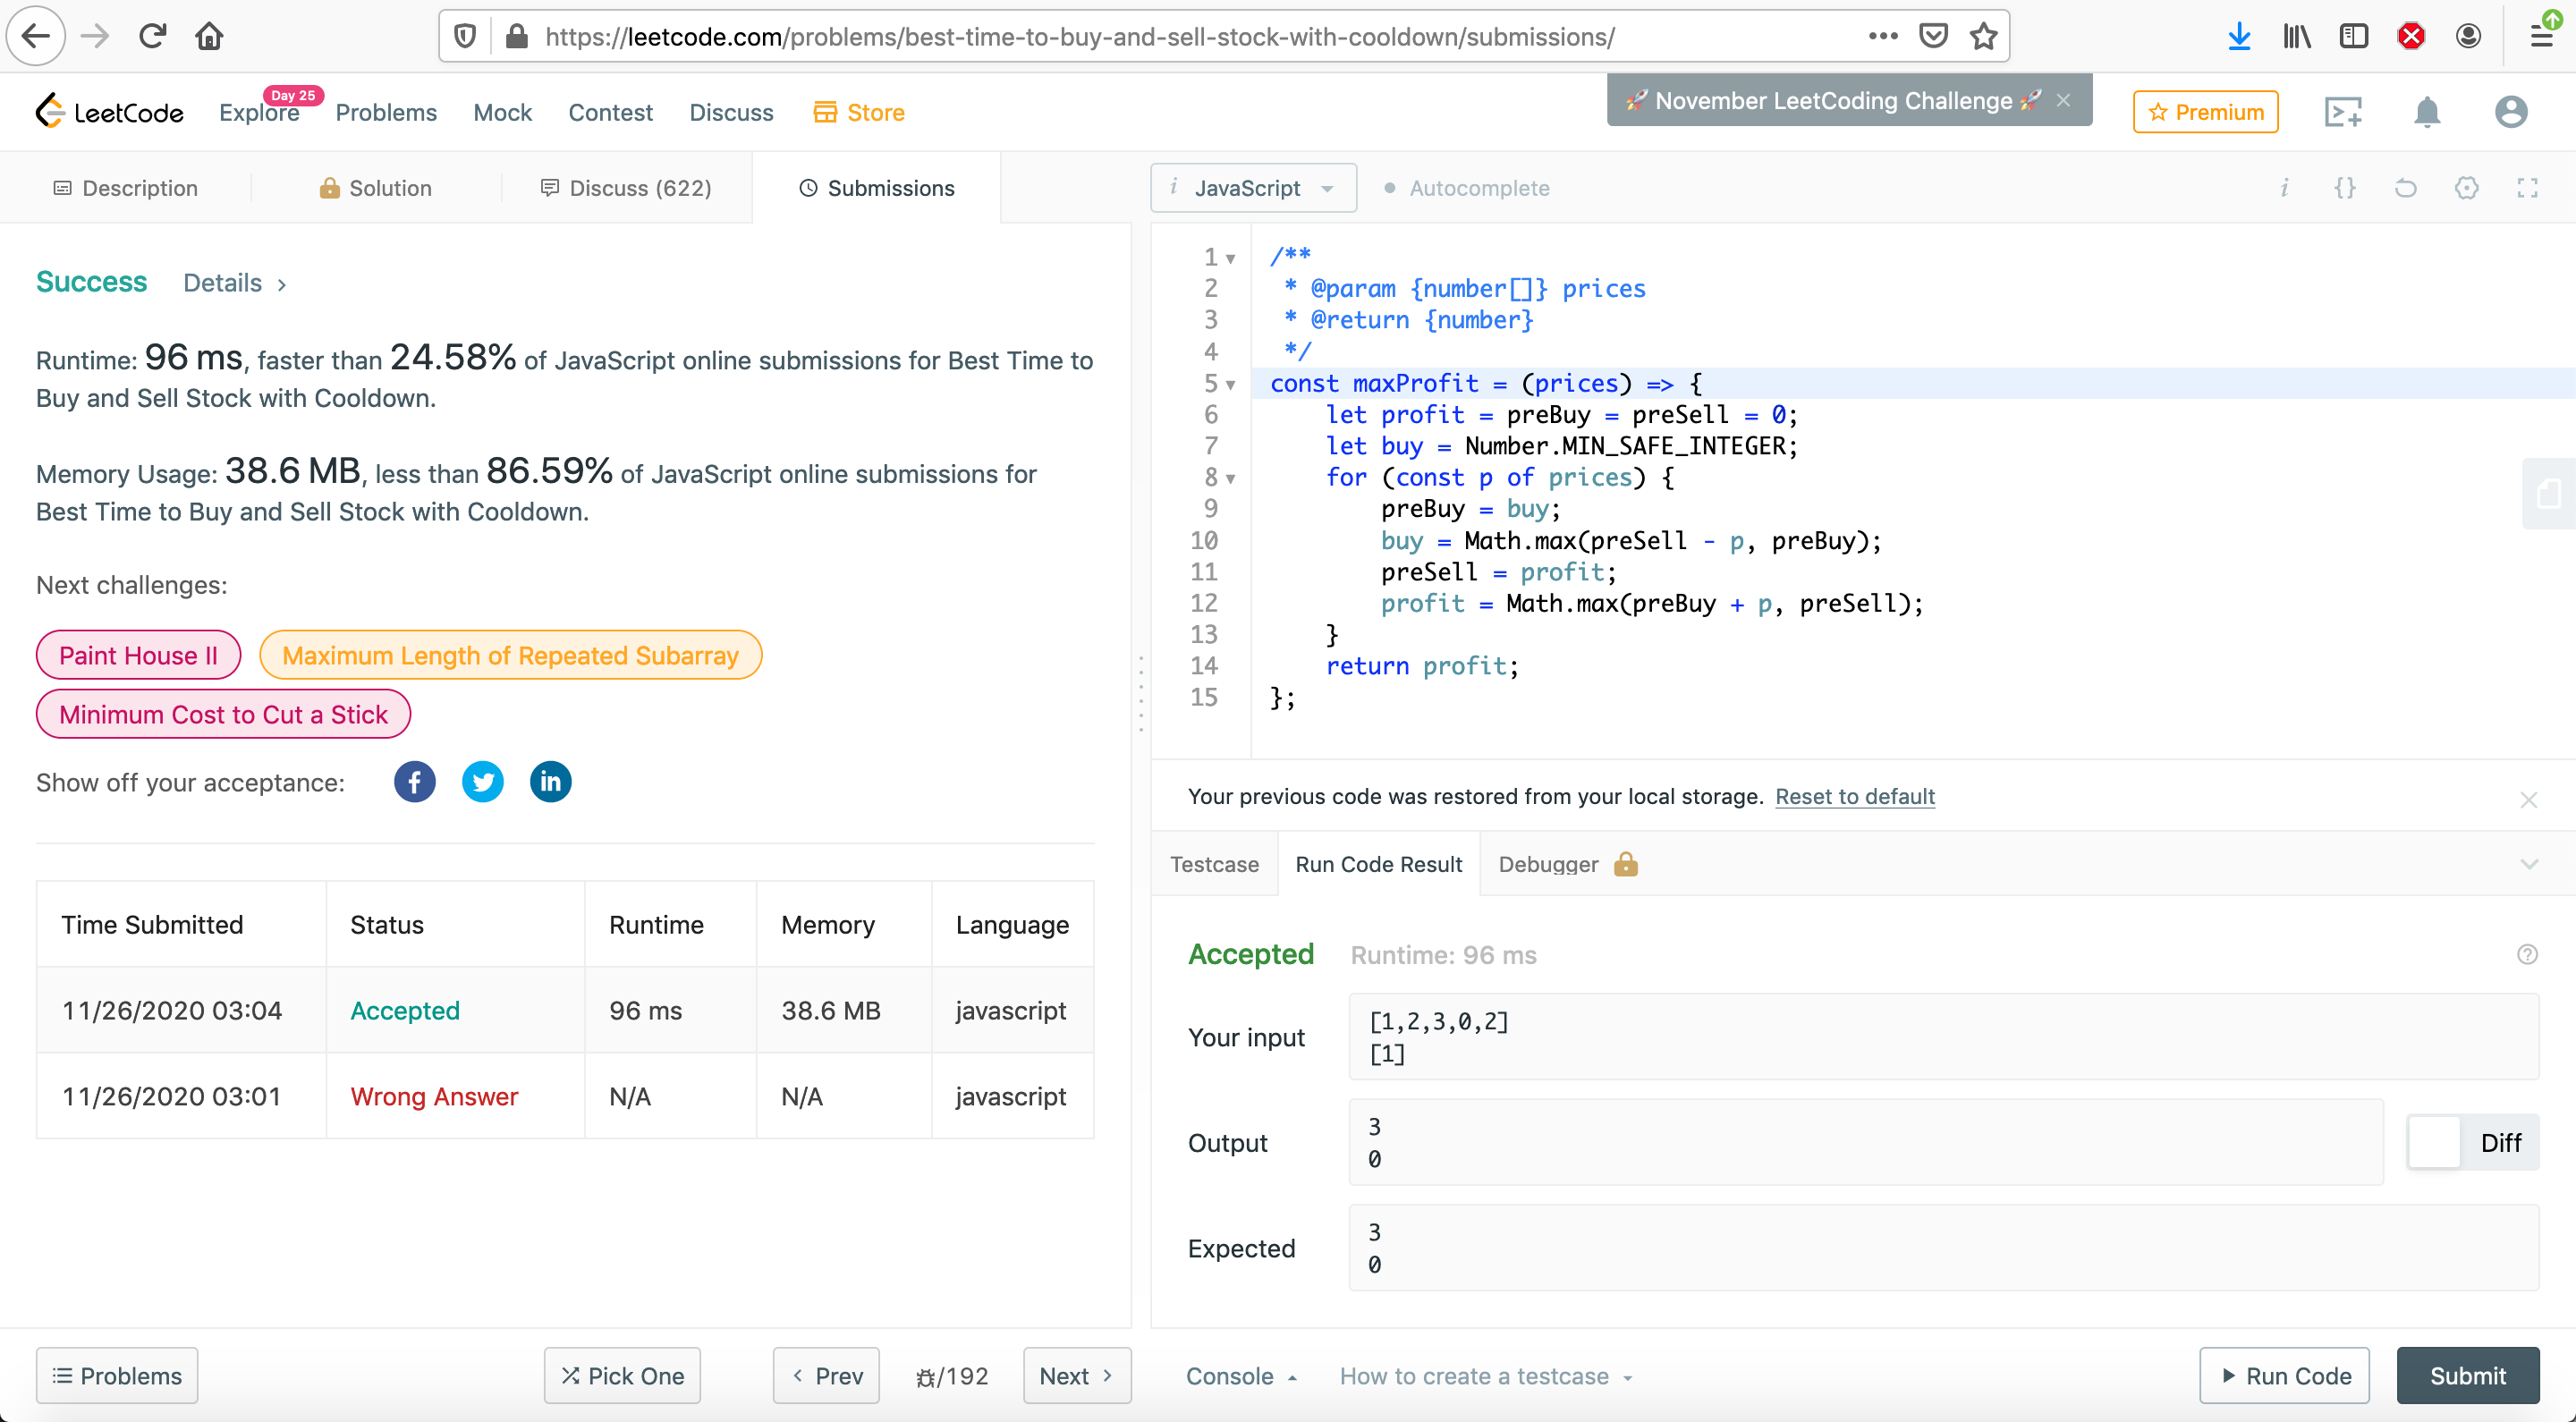 https://leetcode.com/problems/best-time-to-buy-and-sell-stock-with-cooldown/submissions/
LeetCode
Explore
Day 25
Problems
Mock
Contest
Discuss
Store
🚀 November LeetCoding Challenge 🚀
Premium
Description
Solution
Discuss (622)
Submissions
Success
Details
Runtime: 96 ms, faster than 24.58% of JavaScript online submissions for Best Time to
Buy and Sell Stock with Cooldown.
Memory Usage: 38.6 MB, less than 86.59% of JavaScript online submissions for
Best Time to Buy and Sell Stock with Cooldown.
Next challenges:
Paint House II
Maximum Length of Repeated Subarray
Minimum Cost to Cut a Stick
Show off your acceptance:
Time Submitted Status Runtime Memory Language
11/26/2020 03:04 Accepted 96 ms 38.6 MB javascript
11/26/2020 03:01 Wrong Answer N/A N/A javascript
Problems
Pick One
Prev
/192
Next
i JavaScript
Autocomplete
1 /**
2  * @param {number[]} prices
3  * @return {number}
4  */
5 const maxProfit = (prices) => {
6     let profit = preBuy = preSell = 0;
7     let buy = Number.MIN_SAFE_INTEGER;
8     for (const p of prices) {
9         preBuy = buy;
10         buy = Math.max(preSell - p, preBuy);
11         preSell = profit;
12         profit = Math.max(preBuy + p, preSell);
13     }
14     return profit;
15 };
Your previous code was restored from your local storage. Reset to default
Testcase
Run Code Result
Debugger
Accepted
Runtime: 96 ms
Your input
[1,2,3,0,2]
[1]
Output
3
0
Diff
Expected
3
0
Console
How to create a testcase
Run Code
Submit